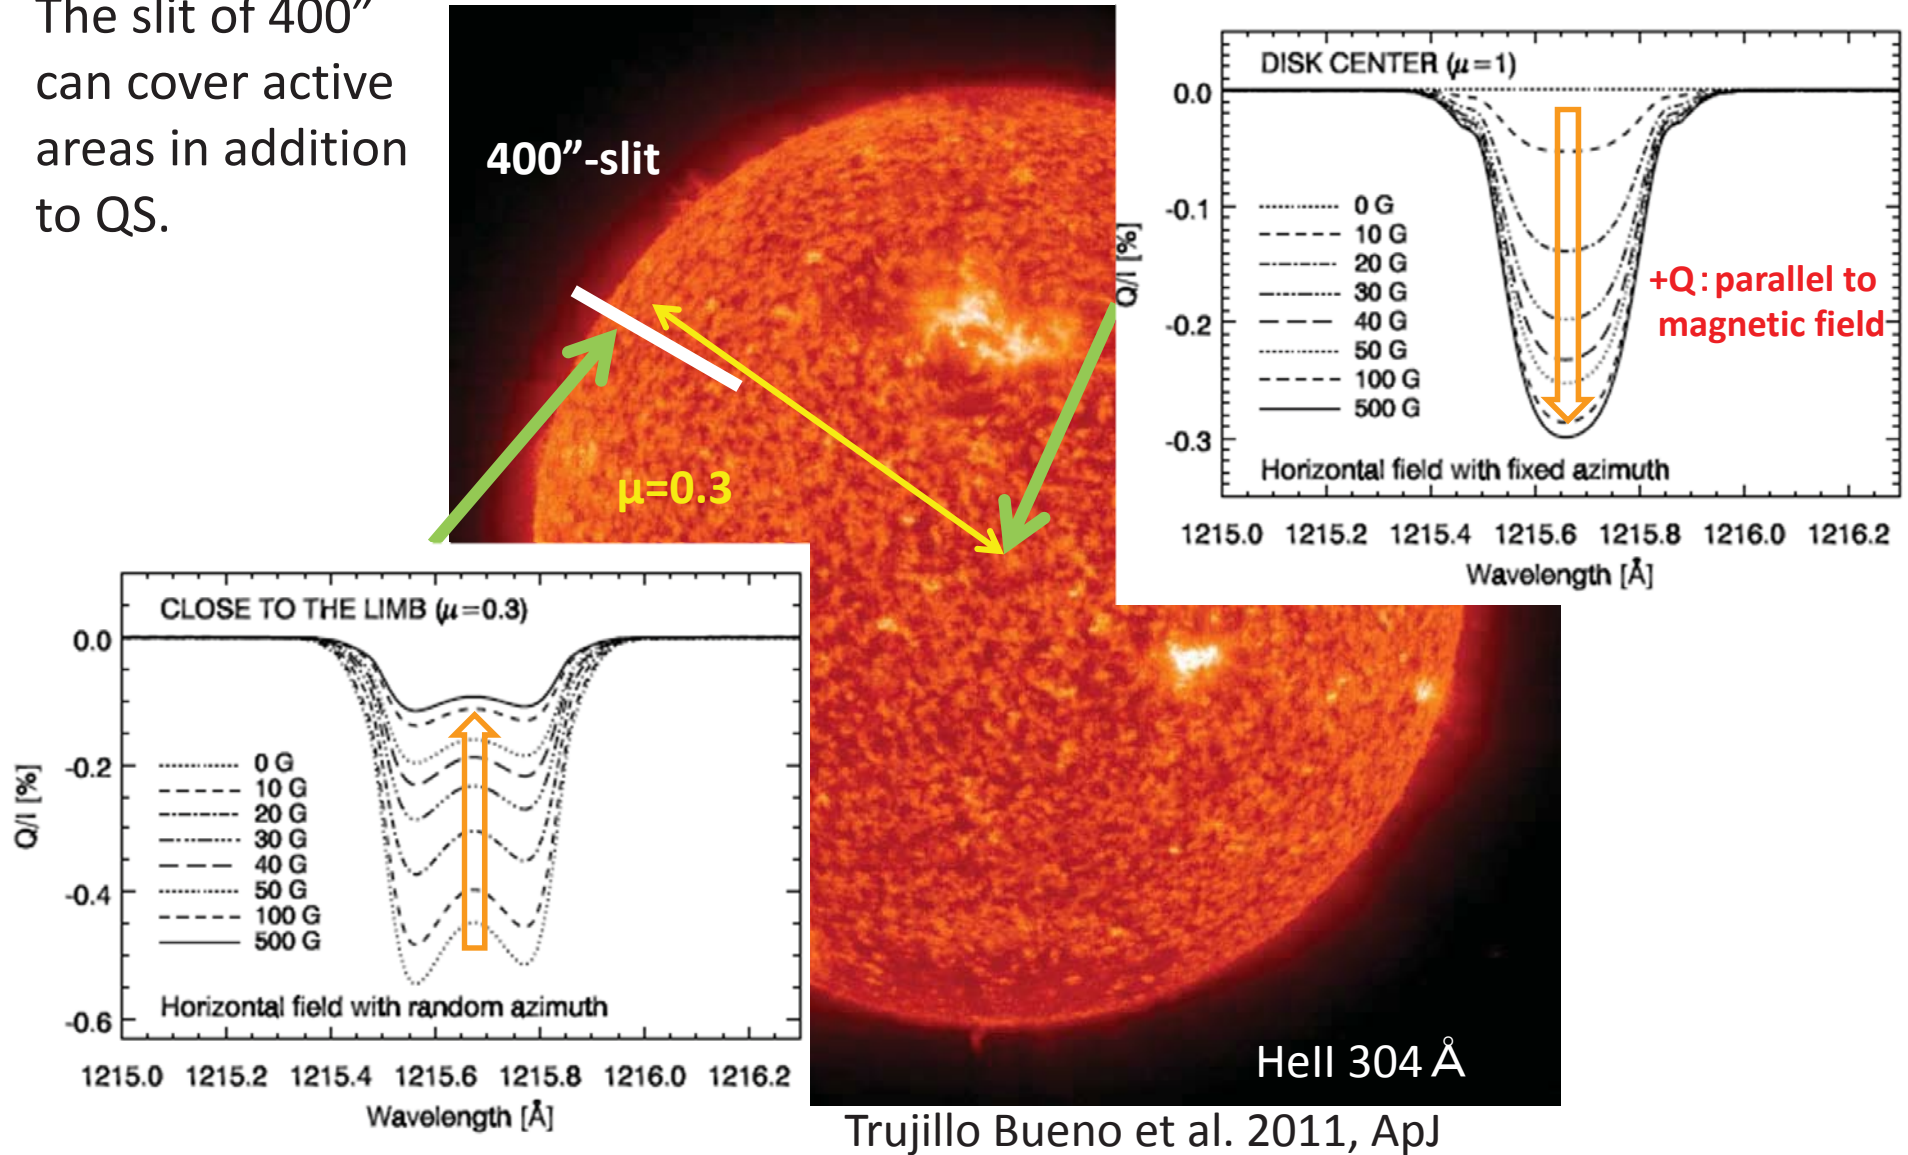 The slit of 400”
can cover active
areas in addition
to QS.
400”-slit
μ=0.3
DISK CENTER (μ=1)
0.0
-0.1
-0.2
-0.3
Q/I [%]
0 G
10 G
20 G
30 G
40 G
50 G
100 G
500 G
+Q: parallel to
magnetic field
Horizontal field with fixed azimuth
1215.0 1215.2 1215.4 1215.6 1215.8 1216.0 1216.2
Wavelength [Å]
CLOSE TO THE LIMB (μ=0.3)
0.0
-0.2
-0.4
-0.6
Q/I [%]
0 G
10 G
20 G
30 G
40 G
50 G
100 G
500 G
Horizontal field with random azimuth
1215.0 1215.2 1215.4 1215.6 1215.8 1216.0 1216.2
Wavelength [Å]
HeII 304 Å
Trujillo Bueno et al. 2011, ApJ